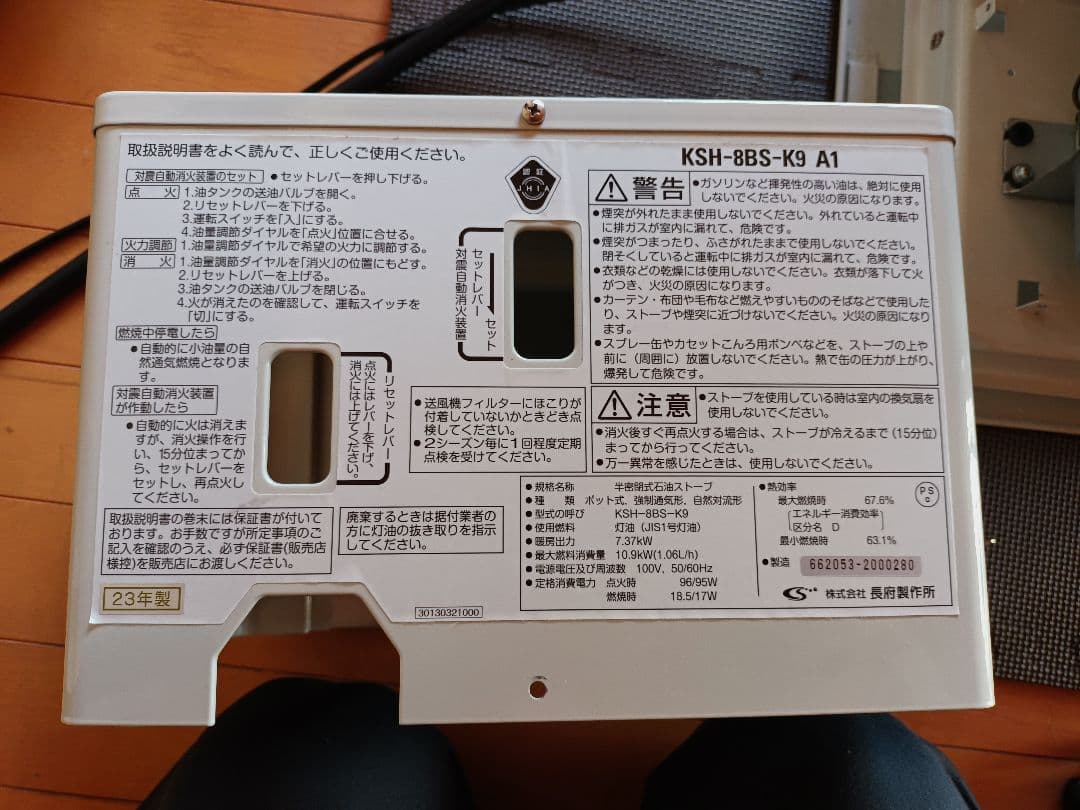 取扱説明書をよく読んで、正しくご使用ください。
対震自動消火装置のセット ●セットレバーを押し下げる。
点火 1.油タンクの送油バルブを開く。
2.リセットレバーを下げる。
3.運転スイッチを「入」にする。
4.油量調節ダイヤルを「点火」位置に合せる。
火力調節 1.油量調節ダイヤルで希望の火力に調節する。
消火 1.油量調節ダイヤルを「消火」の位置にもどす。
2.リセットレバーを上げる。
3.油タンクの送油バルブを閉じる。
4.火が消えたのを確認して、運転スイッチを
「切」にする。
燃焼中停電したら
●自動的に小油量の自
然通気燃焼となりま
す。
対震自動消火装置
が作動したら
●自動的に火は消えま
すが、消火操作を行
い、15分位まってか
ら、セットレバーを
セットし、再点火し
てください。
リセットレバー
点火にはレバーを下げ、
消火には上げてください。
認証
JHIA
セットレバー → セット
対震自動消火装置
●送風機フィルターにほこりが
付着していないかときどき点
検してください。
●2シーズン毎に1回程度定期
点検を受けてください。
取扱説明書の巻末には保証書が付いて
おります。お手数ですが所定事項のご
記入を確認のうえ、必ず保証書(販売店
様控)を販売店にお渡しください。
廃棄するときは据付業者の
方に灯油の抜き取りを指示
してください。
23年製
30130321000
KSH-8BS-K9 A1
警告 ●ガソリンなど揮発性の高い油は、絶対に使用
しないでください。火災の原因になります。
●煙突が外れたまま使用しないでください。外れていると運転中
に排ガスが室内に漏れて、危険です。
●煙突がつまったり、ふさがれたままで使用しないでください。
閉そくしていると運転中に排ガスが室内に漏れて、危険です。
●衣類などの乾燥には使用しないでください。衣類が落下して火
がつき、火災の原因になります。
●カーテン・布団や毛布など燃えやすいもののそばなどで使用した
り、ストーブや煙突に近づけないでください。火災の原因になり
ます。
●スプレー缶やカセットこんろ用ボンベなどを、ストーブの上や
前に(周囲に)放置しないでください。熱で缶の圧力が上がり、
爆発して危険です。
注意 ●ストーブを使用している時は室内の換気扇を
使用しないでください。
●消火後すぐ再点火する場合は、ストーブが冷えるまで(15分位)
まってから行ってください。
●万一異常を感じたときは、使用しないでください。
●規格名称 半密閉式石油ストーブ
●種類 ポット式、強制通気形、自然対流形
●型式の呼び KSH-8BS-K9
●使用燃料 灯油(JIS1号灯油)
●暖房出力 7.37kW
●最大燃料消費量 10.9kW(1.06L/h)
●電源電圧及び周波数 100V、50/60Hz
●定格消費電力 点火時 96/95W
燃焼時 18.5/17W
●熱効率
最大燃焼時 67.6%
[エネルギー消費効率
区分名 D]
最小燃焼時 63.1%
PSC
●製造 662053-2000280
株式会社 長府製作所